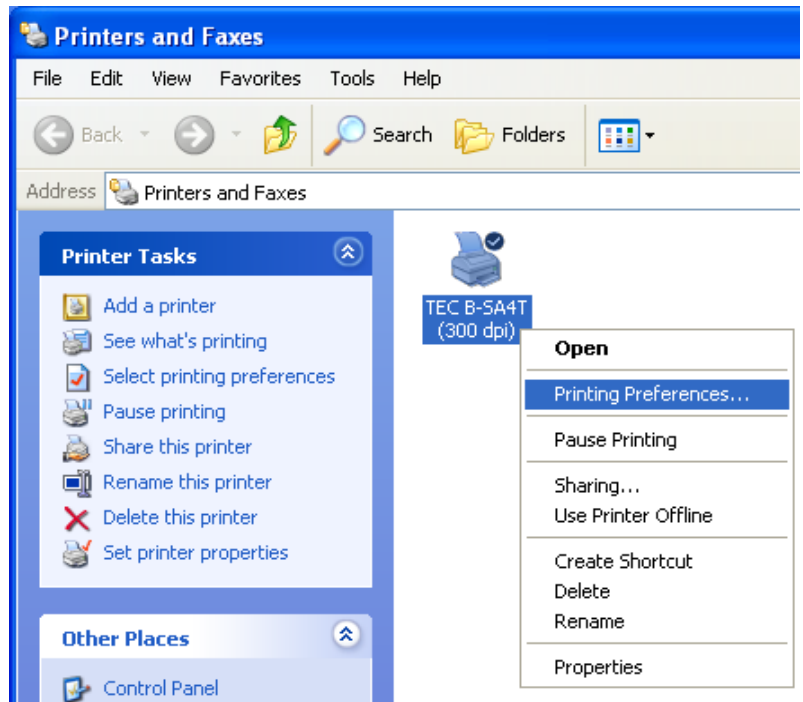 Printers and Faxes
File Edit View Favorites Tools Help
Back Search Folders
Address Printers and Faxes
Printer Tasks
Add a printer
See what's printing
Select printing preferences
Pause printing
Share this printer
Rename this printer
Delete this printer
Set printer properties
Other Places
Control Panel
TEC B-SA4T
(300 dpi)
Open
Printing Preferences...
Pause Printing
Sharing...
Use Printer Offline
Create Shortcut
Delete
Rename
Properties